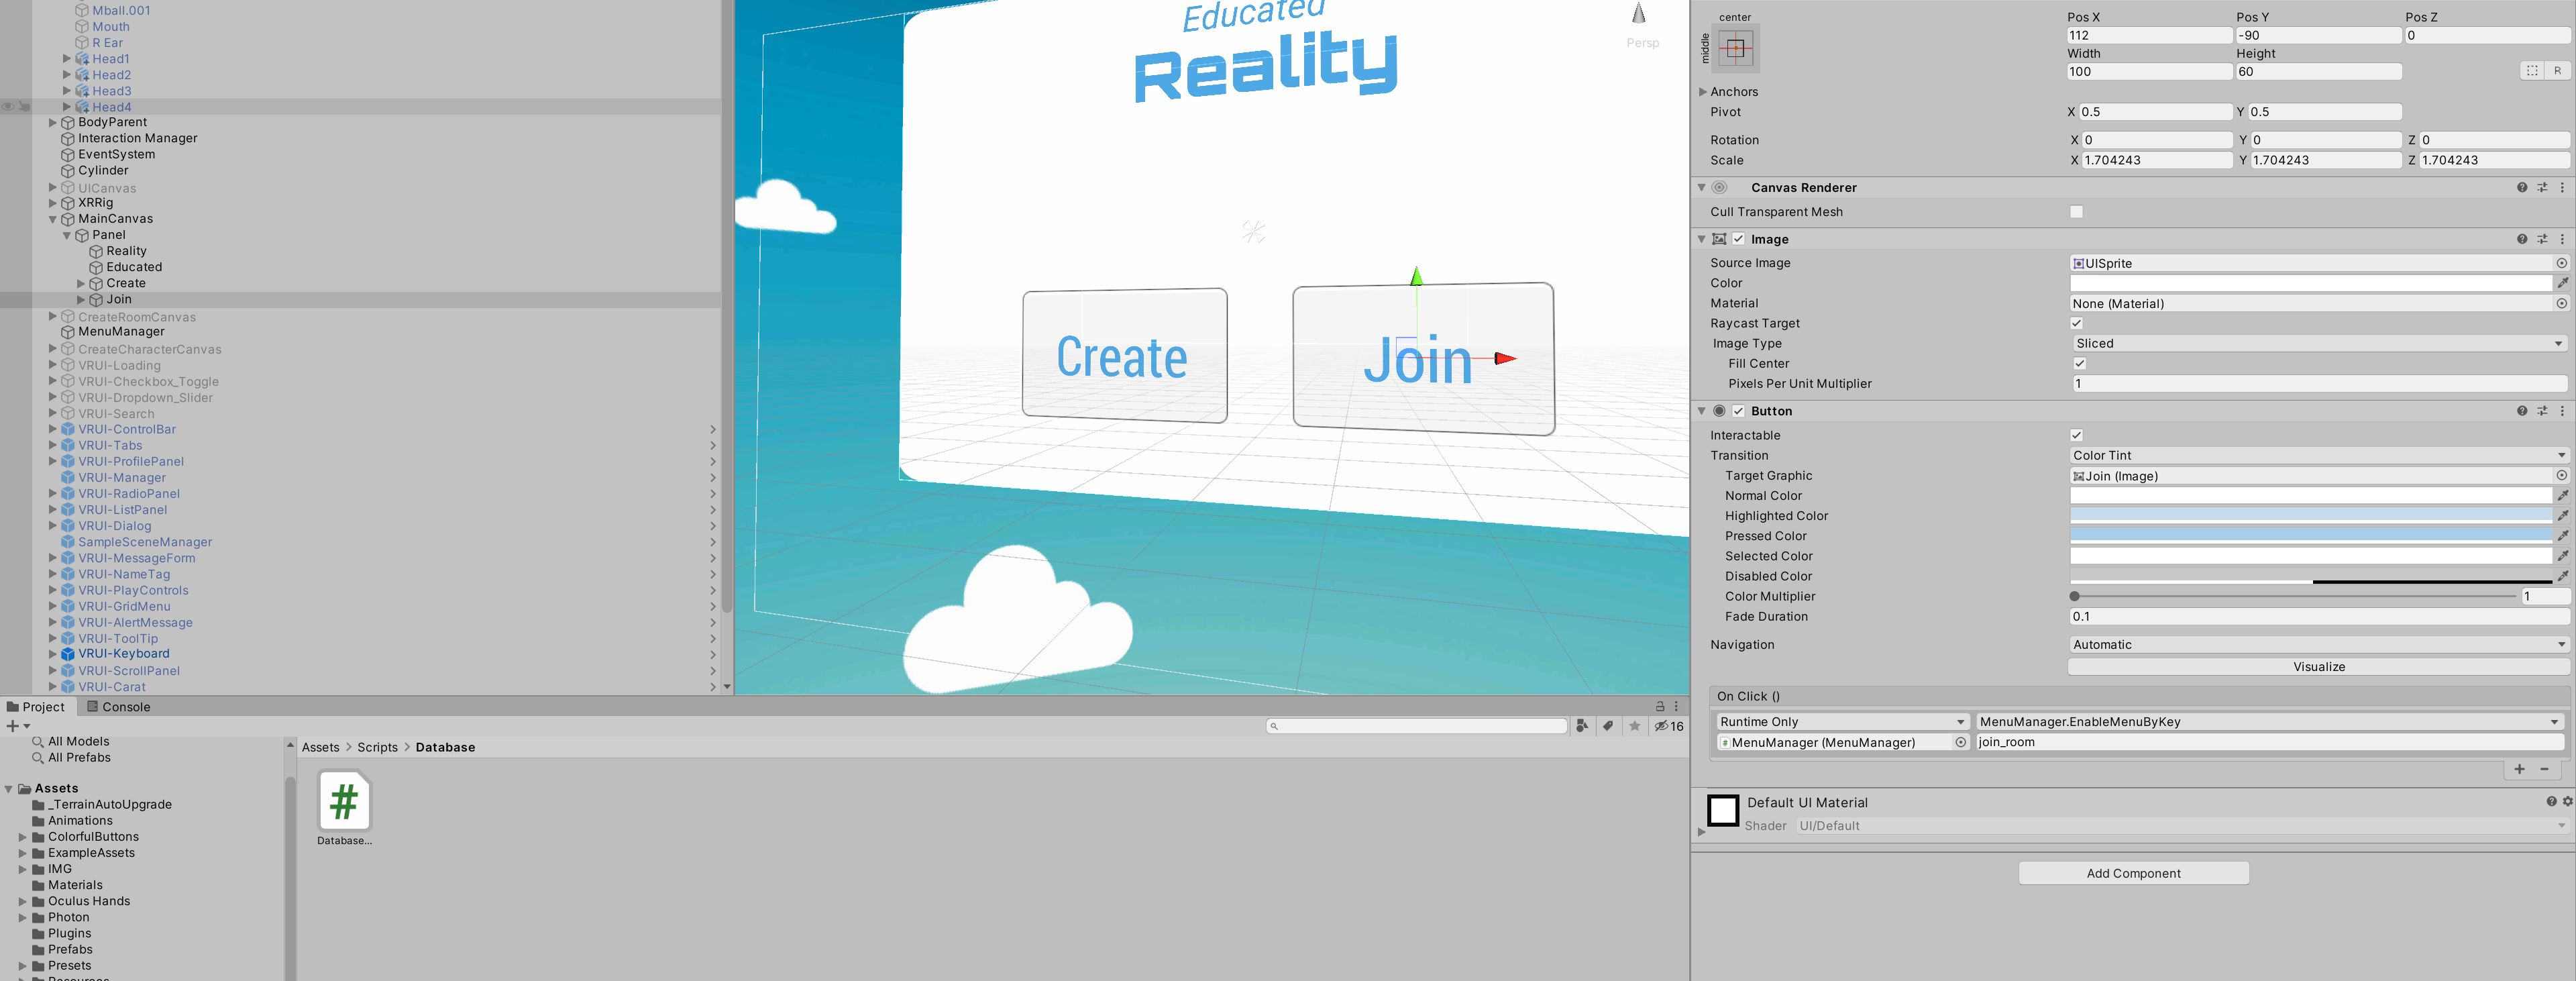 Mball.001
Mouth
R Ear
Head1
Head2
Head3
Head4
BodyParent
Interaction Manager
EventSystem
Cylinder
UICanvas
XRRig
MainCanvas
Panel
Reality
Educated
Create
Join
CreateRoomCanvas
MenuManager
CreateCharacterCanvas
VRUI-Loading
VRUI-Checkbox_Toggle
VRUI-Dropdown_Slider
VRUI-Search
VRUI-ControlBar
VRUI-Tabs
VRUI-ProfilePanel
VRUI-Manager
VRUI-RadioPanel
VRUI-ListPanel
VRUI-Dialog
SampleSceneManager
VRUI-MessageForm
VRUI-NameTag
VRUI-PlayControls
VRUI-GridMenu
VRUI-AlertMessage
VRUI-ToolTip
VRUI-Keyboard
VRUI-ScrollPanel
VRUI-Carat
Educated
Reality
Create
Join
Persp
center
middle
Pos X Pos Y Pos Z
112 -90 0
Width Height
100 60
R
Anchors
Pivot X 0.5 Y 0.5
Rotation X 0 Y 0 Z 0
Scale X 1.704243 Y 1.704243 Z 1.704243
Canvas Renderer
Cull Transparent Mesh
Image
Source Image UISprite
Color
Material None (Material)
Raycast Target
Image Type Sliced
Fill Center
Pixels Per Unit Multiplier 1
Button
Interactable
Transition Color Tint
Target Graphic Join (Image)
Normal Color
Highlighted Color
Pressed Color
Selected Color
Disabled Color
Color Multiplier 1
Fade Duration 0.1
Navigation Automatic
Visualize
On Click ()
Runtime Only MenuManager.EnableMenuByKey
MenuManager (MenuManager) join_room
Default UI Material
Shader UI/Default
Add Component
Project Console
16
All Models
All Prefabs
Assets
_TerrainAutoUpgrade
Animations
ColorfulButtons
ExampleAssets
IMG
Materials
Oculus Hands
Photon
Plugins
Prefabs
Presets
Assets > Scripts > Database
#
Database...